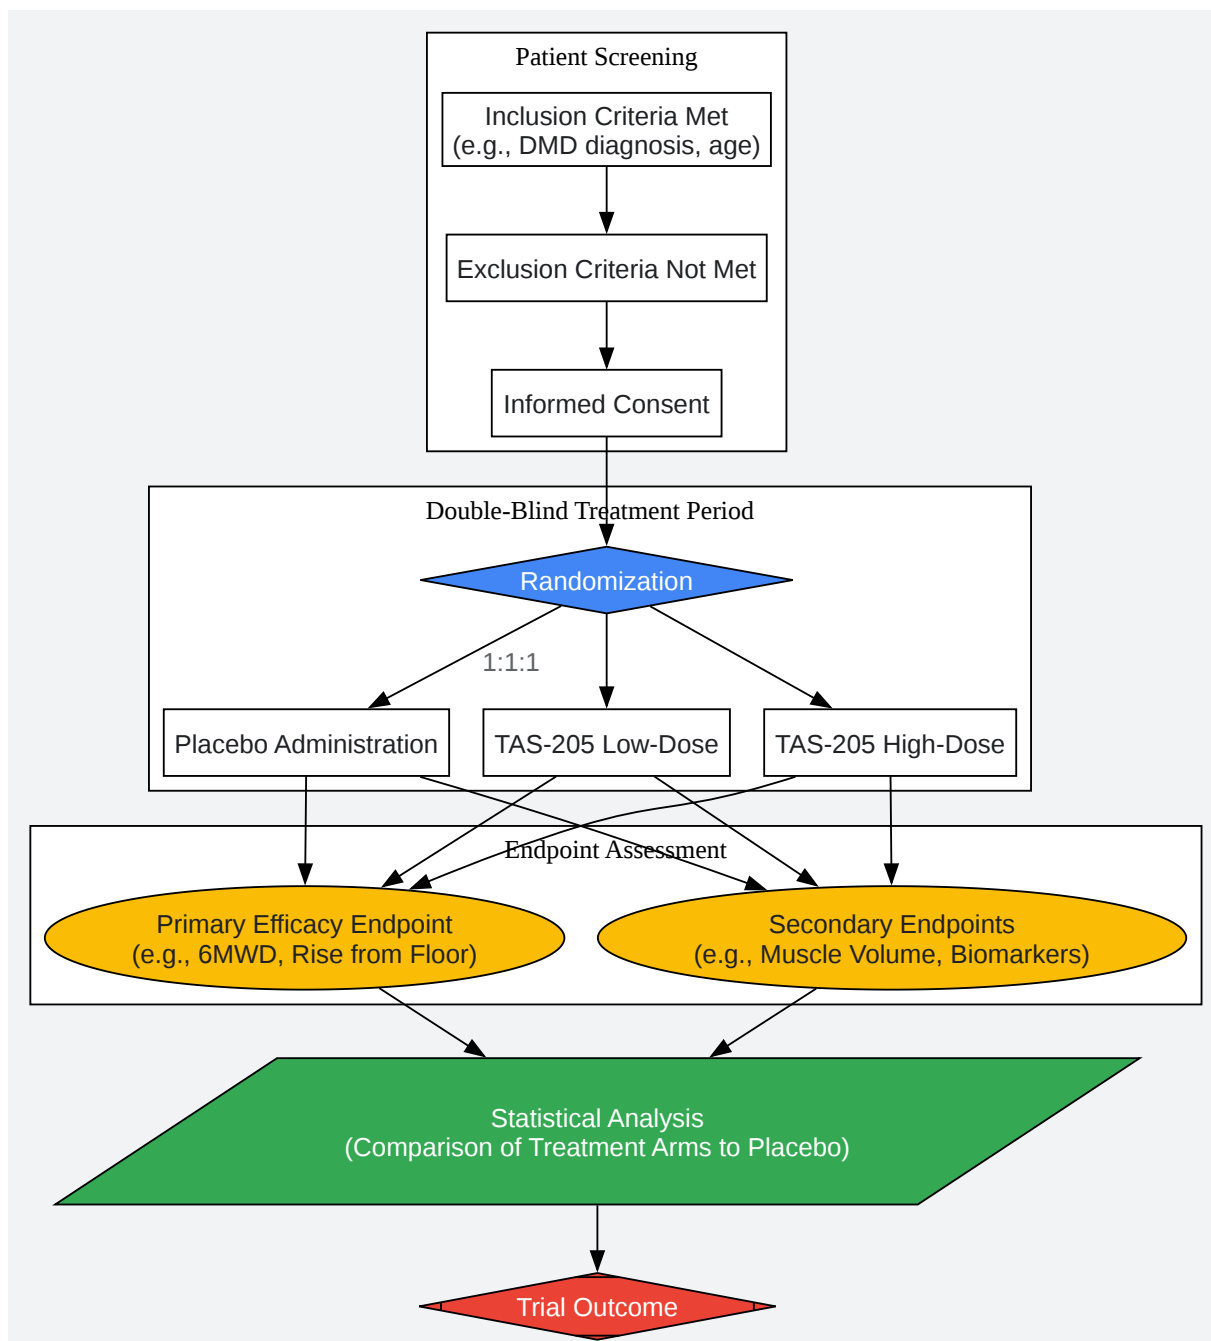 Patient Screening
Inclusion Criteria Met
(e.g., DMD diagnosis, age)
Exclusion Criteria Not Met
Informed Consent
Double-Blind Treatment Period
Randomization
1:1:1
Placebo Administration
TAS-205 Low-Dose
TAS-205 High-Dose
Endpoint Assessment
Primary Efficacy Endpoint
(e.g., 6MWD, Rise from Floor)
Secondary Endpoints
(e.g., Muscle Volume, Biomarkers)
Statistical Analysis
(Comparison of Treatment Arms to Placebo)
Trial Outcome